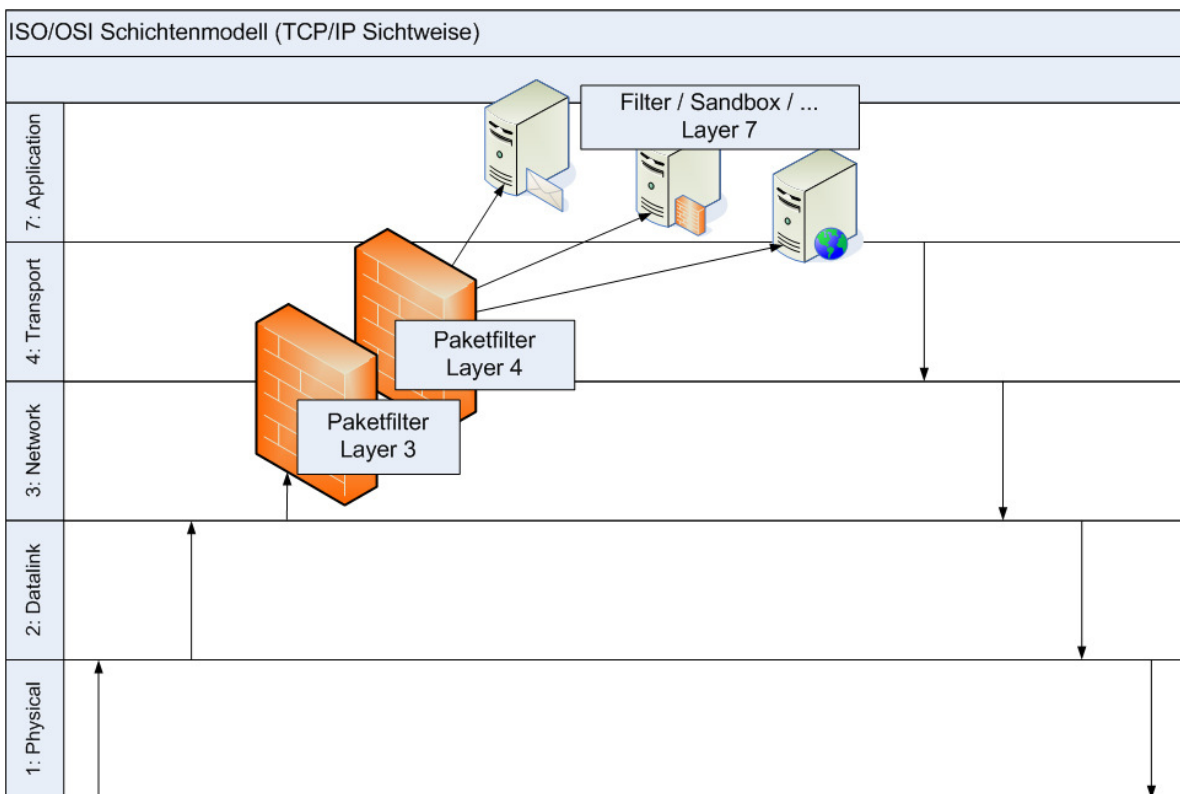 ISO/OSI Schichtenmodell (TCP/IP Sichtweise)
7: Application
Filter / Sandbox / ...
Layer 7
4: Transport
Paketfilter
Layer 4
3: Network
Paketfilter
Layer 3
2: Datalink
1: Physical